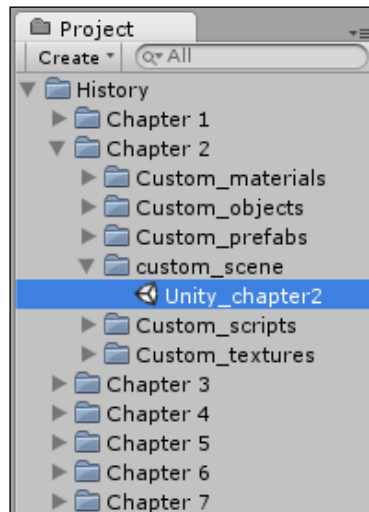 Project
Create All
History
Chapter 1
Chapter 2
Custom_materials
Custom_objects
Custom_prefabs
custom_scene
Unity_chapter2
Custom_scripts
Custom_textures
Chapter 3
Chapter 4
Chapter 5
Chapter 6
Chapter 7